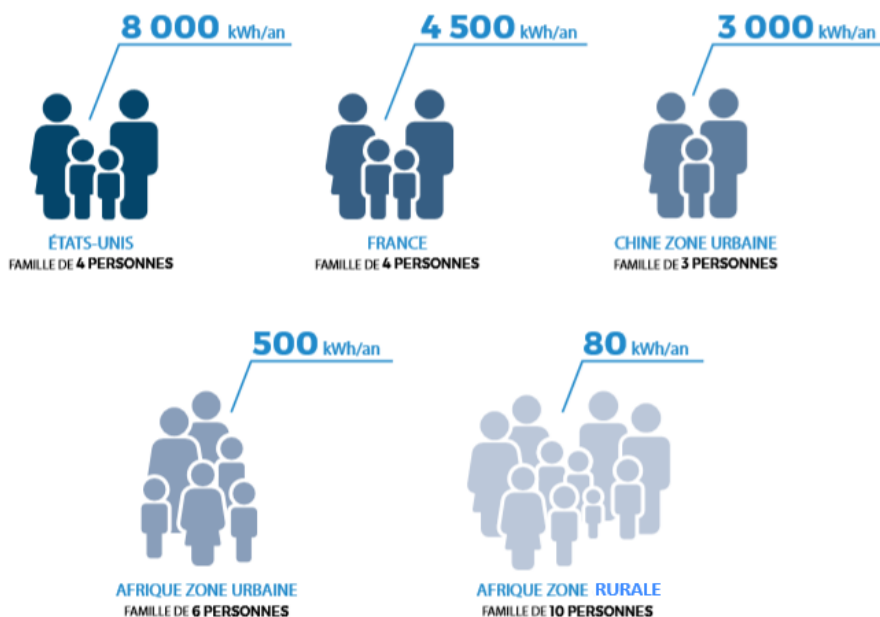 8 000 kWh/an
4 500 kWh/an
3 000 kWh/an
ÉTATS-UNIS
FAMILLE DE 4 PERSONNES
FRANCE
FAMILLE DE 4 PERSONNES
CHINE ZONE URBAINE
FAMILLE DE 3 PERSONNES
500 kWh/an
80 kWh/an
AFRIQUE ZONE URBAINE
FAMILLE DE 6 PERSONNES
AFRIQUE ZONE RURALE
FAMILLE DE 10 PERSONNES